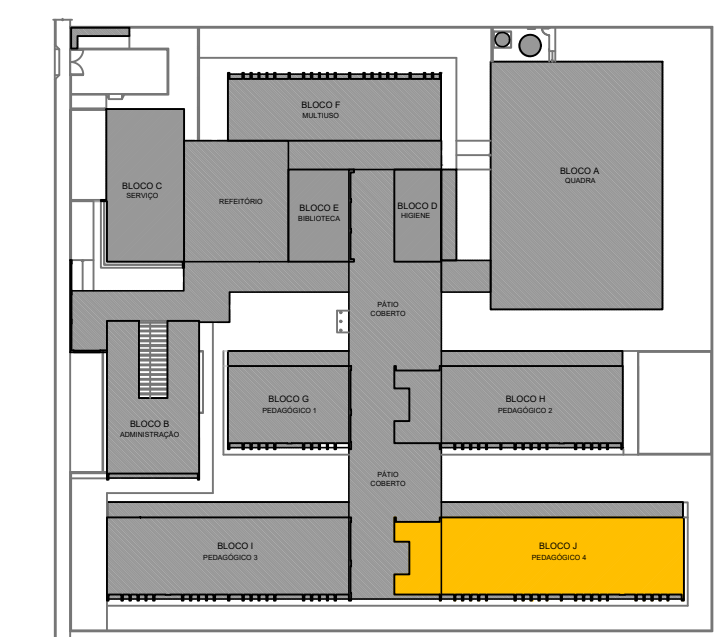 BLOCO F
MULTIUSO
BLOCO A
QUADRA
BLOCO C
SERVIÇO
REFEITÓRIO
BLOCO E
BIBLIOTECA
BLOCO D
HIGIENE
PÁTIO
COBERTO
BLOCO G
PEDAGÓGICO 1
BLOCO H
PEDAGÓGICO 2
BLOCO B
ADMINISTRAÇÃO
PÁTIO
COBERTO
BLOCO I
PEDAGÓGICO 3
BLOCO J
PEDAGÓGICO 4